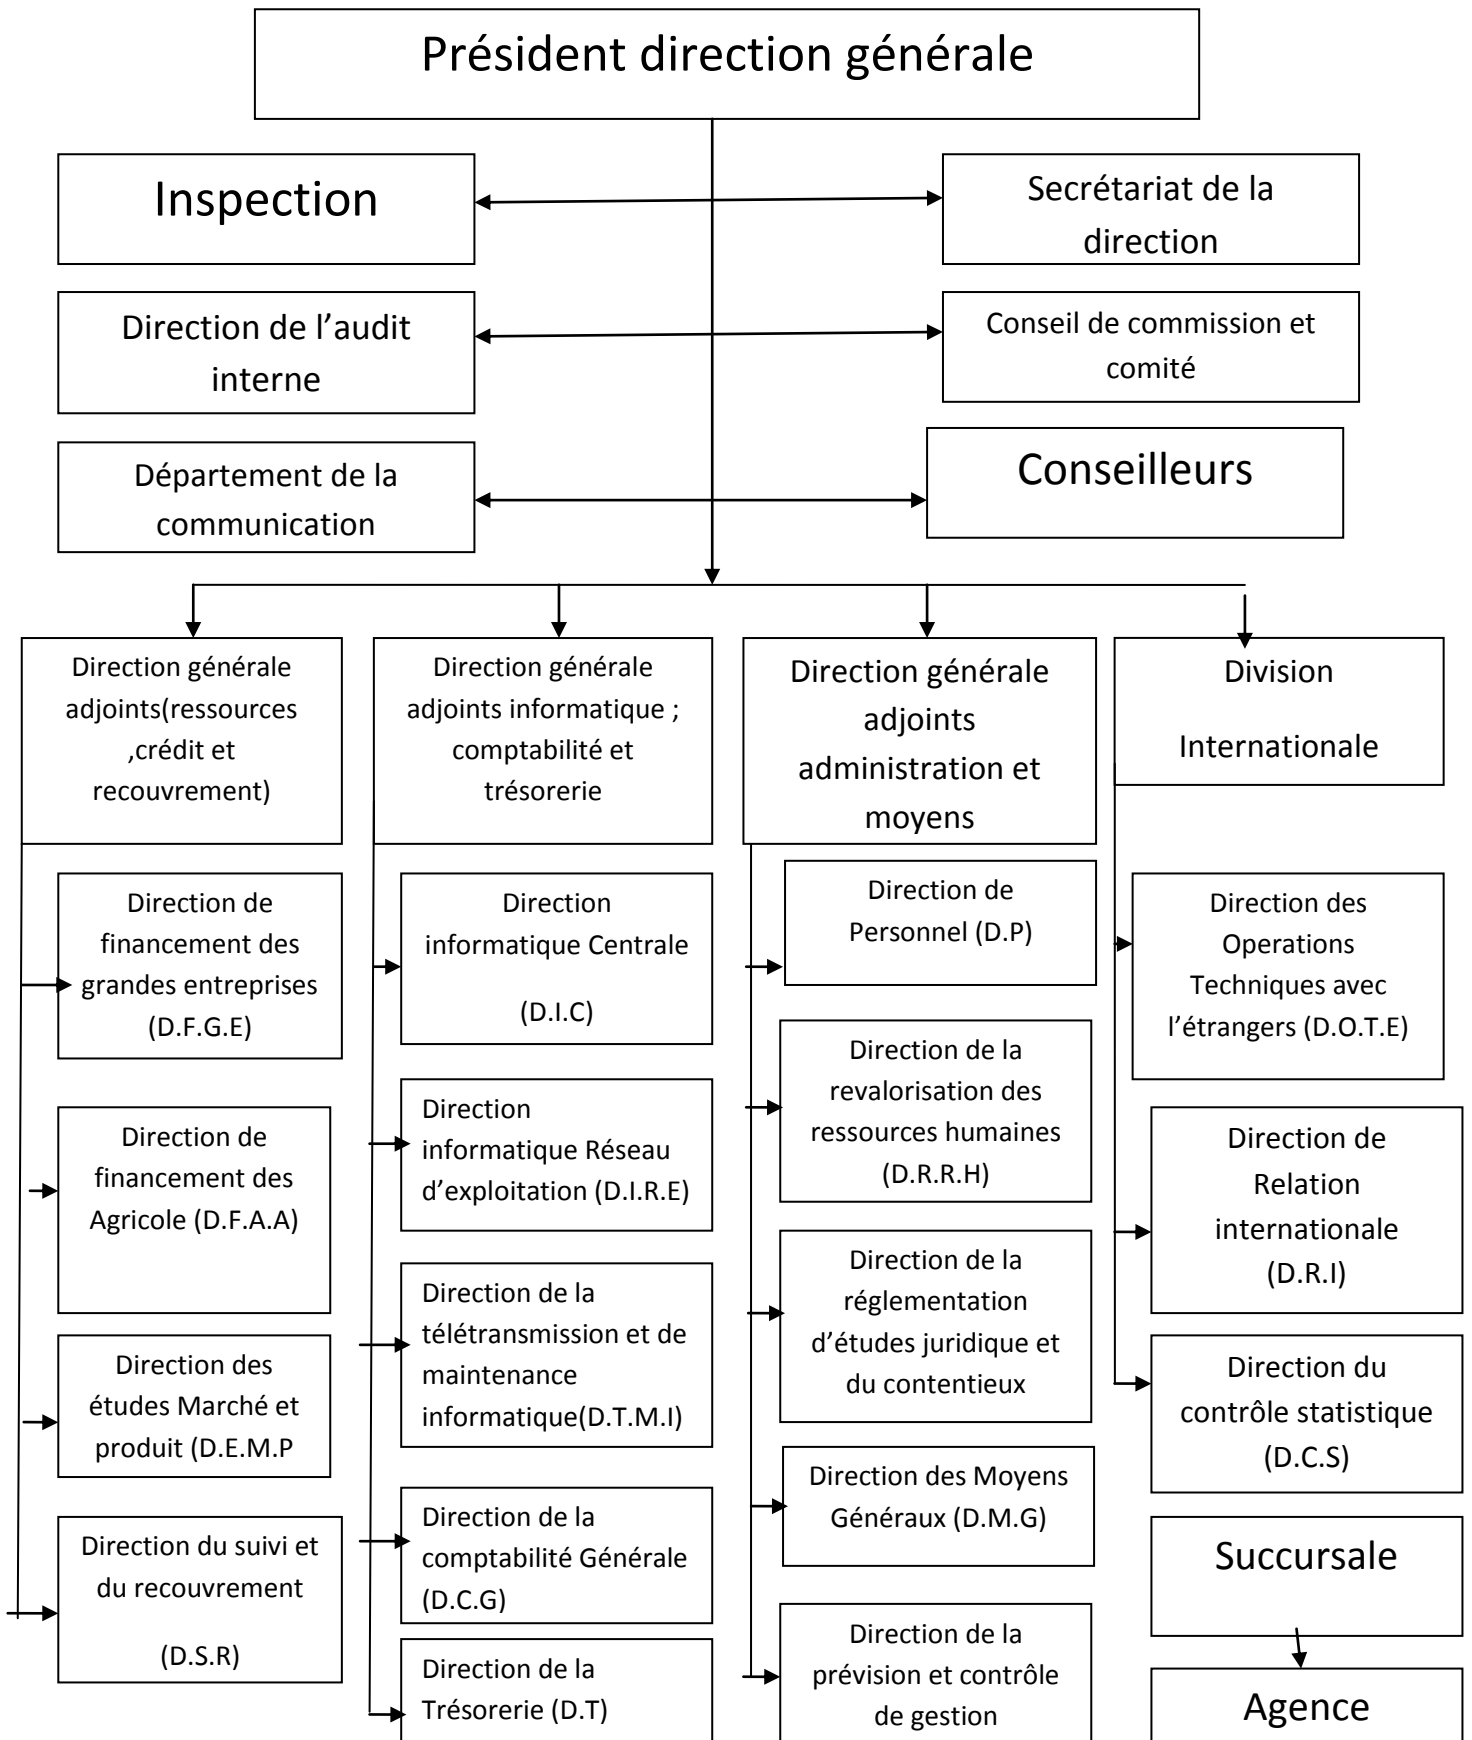 Président direction générale
Inspection
Secrétariat de la
direction
Direction de l’audit
interne
Conseil de commission et
comité
Département de la
communication
Conseilleurs
Direction générale
adjoints(ressources
,crédit et
recouvrement)
Direction générale
adjoints informatique ;
comptabilité et
trésorerie
Direction générale
adjoints
administration et
moyens
Division
Internationale
Direction de
financement des
grandes entreprises
(D.F.G.E)
Direction de
financement des
Agricole (D.F.A.A)
Direction des
études Marché et
produit (D.E.M.P
Direction du suivi et
du recouvrement
(D.S.R)
Direction
informatique Centrale
(D.I.C)
Direction
informatique Réseau
d’exploitation (D.I.R.E)
Direction de la
télétransmission et de
maintenance
informatique(D.T.M.I)
Direction de la
comptabilité Générale
(D.C.G)
Direction de la
Trésorerie (D.T)
Direction de
Personnel (D.P)
Direction de la
revalorisation des
ressources humaines
(D.R.R.H)
Direction de la
réglementation
d’études juridique et
du contentieux
Direction des Moyens
Généraux (D.M.G)
Direction de la
prévision et contrôle
de gestion
Direction des
Operations
Techniques avec
l’étrangers (D.O.T.E)
Direction de
Relation
internationale
(D.R.I)
Direction du
contrôle statistique
(D.C.S)
Succursale
Agence